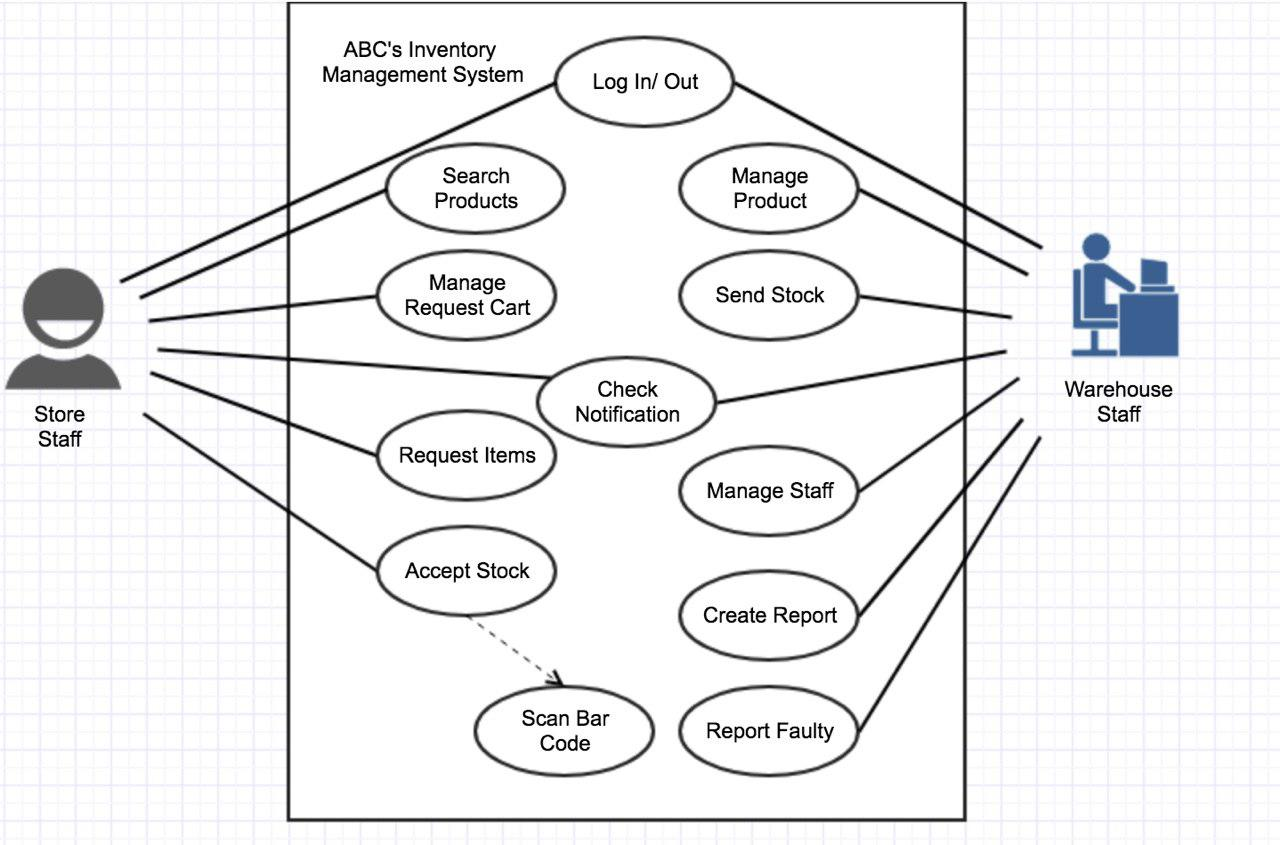 ABC's Inventory
Management System
Log In/ Out
Search
Products
Manage
Product
Manage
Request Cart
Send Stock
Check
Notification
Store
Staff
Warehouse
Staff
Request Items
Manage Staff
Accept Stock
Create Report
Scan Bar
Code
Report Faulty